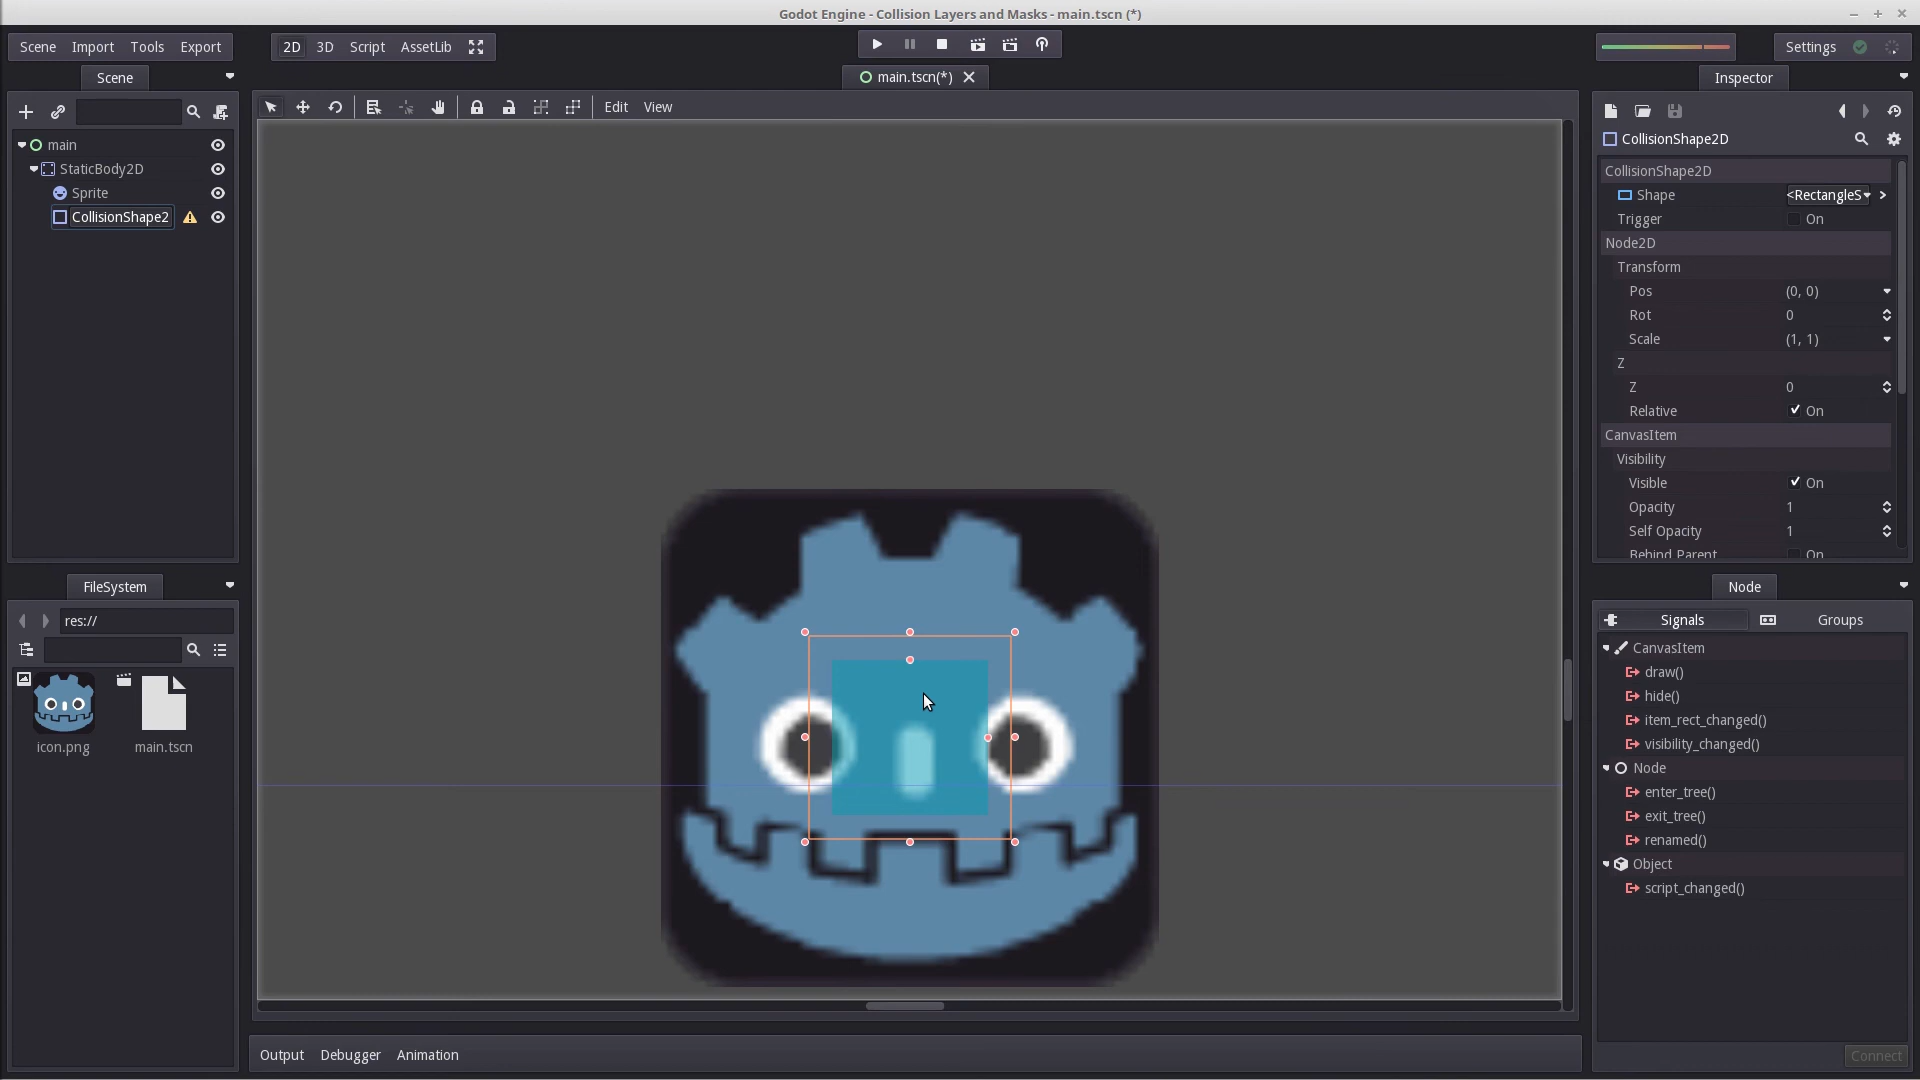 Godot Engine - Collision Layers and Masks - main.tscn (*)
Scene Import Tools Export
2D 3D Script AssetLib
Settings
Scene
main.tscn(*)
Inspector
Edit View
main
StaticBody2D
Sprite
CollisionShape2
CollisionShape2D
CollisionShape2D
Shape <RectangleS
Trigger On
Node2D
Transform
Pos (0, 0)
Rot 0
Scale (1, 1)
Z
Z 0
Relative On
CanvasItem
Visibility
Visible On
Opacity 1
Self Opacity 1
Behind Parent On
FileSystem
res://
icon.png
main.tscn
Node
Signals Groups
CanvasItem
draw()
hide()
item_rect_changed()
visibility_changed()
Node
enter_tree()
exit_tree()
renamed()
Object
script_changed()
Connect
Output Debugger Animation